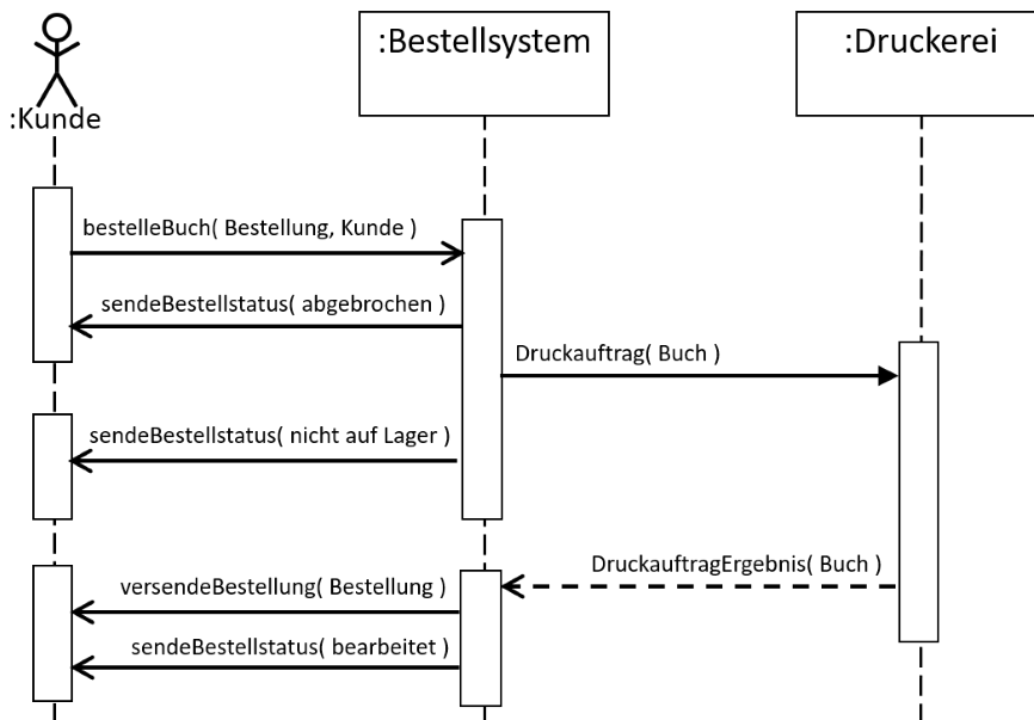 :Kunde
:Bestellsystem
:Druckerei
bestelleBuch( Bestellung, Kunde )
sendeBestellstatus( abgebrochen )
Druckauftrag( Buch )
sendeBestellstatus( nicht auf Lager )
DruckauftragErgebnis( Buch )
versendeBestellung( Bestellung )
sendeBestellstatus( bearbeitet )